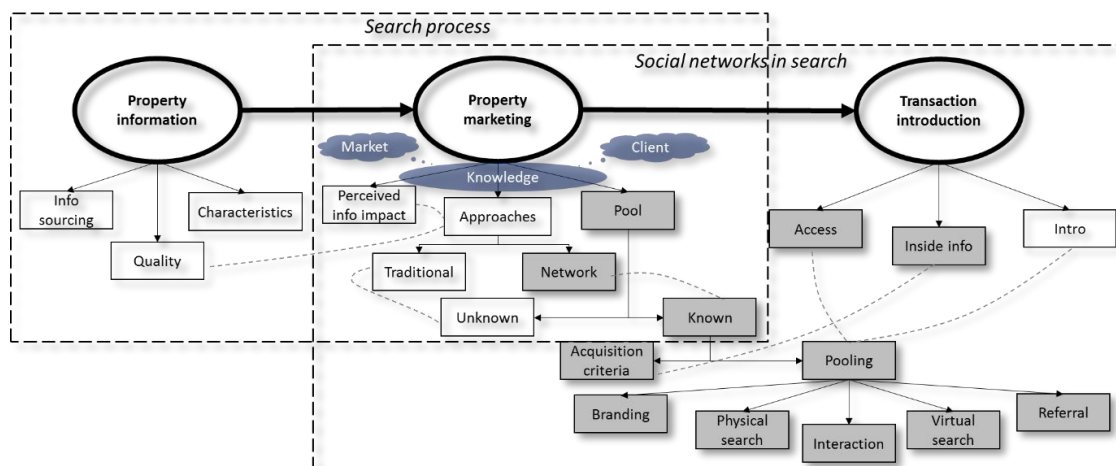 Search process
Social networks in search
Property
information
Property
marketing
Transaction
introduction
Market
Client
Knowledge
Info
sourcing
Characteristics
Quality
Perceived
info impact
Approaches
Pool
Access
Inside info
Intro
Traditional
Network
Unknown
Known
Acquisition
criteria
Pooling
Branding
Physical
search
Interaction
Virtual
search
Referral